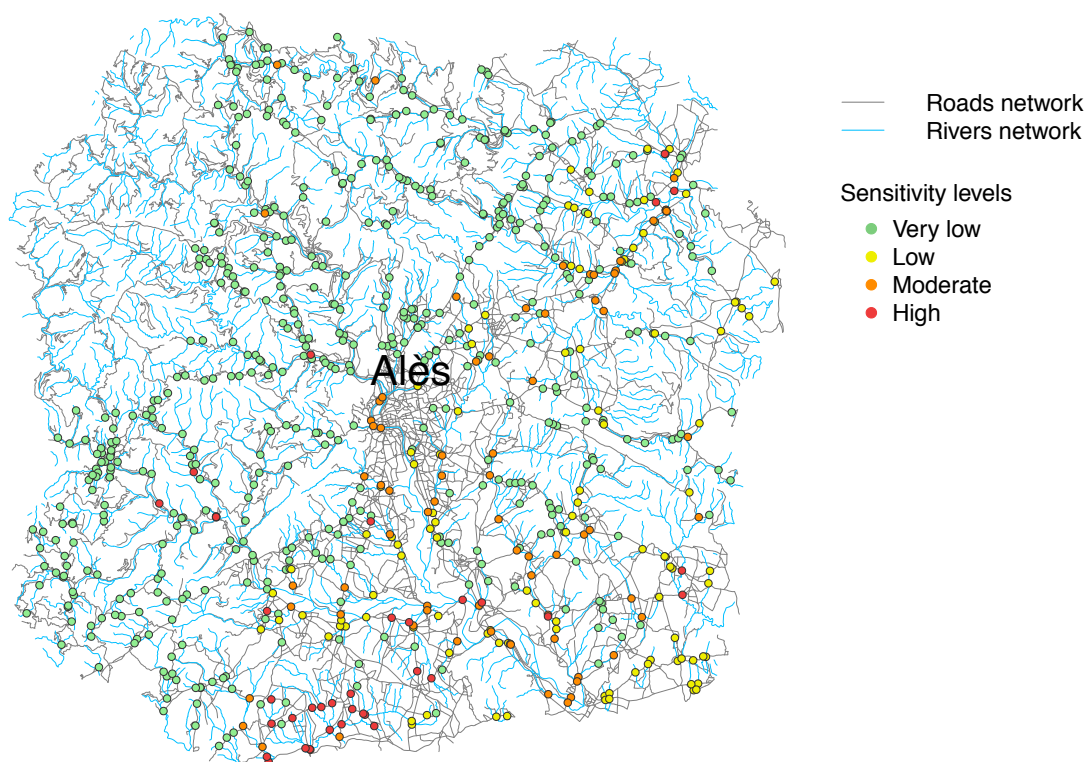 Roads network
Rivers network
Sensitivity levels
Very low
Low
Moderate
High
Alès